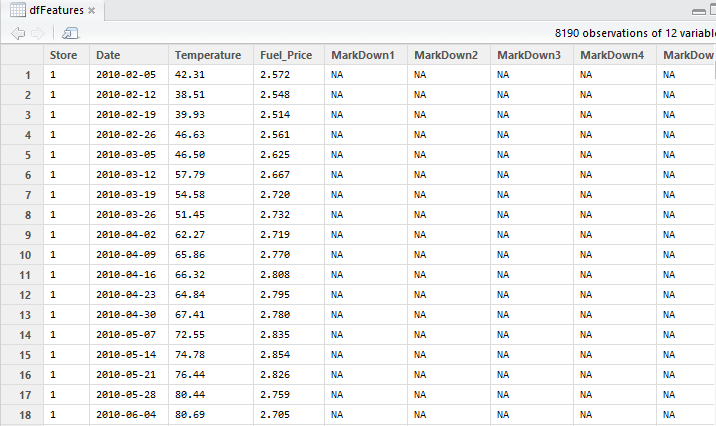 dfFeatures
8190 observations of 12 variable
Store Date Temperature Fuel_Price MarkDown1 MarkDown2 MarkDown3 MarkDown4 MarkDow
1 1 2010-02-05 42.31 2.572 NA NA NA NA NA
2 1 2010-02-12 38.51 2.548 NA NA NA NA NA
3 1 2010-02-19 39.93 2.514 NA NA NA NA NA
4 1 2010-02-26 46.63 2.561 NA NA NA NA NA
5 1 2010-03-05 46.50 2.625 NA NA NA NA NA
6 1 2010-03-12 57.79 2.667 NA NA NA NA NA
7 1 2010-03-19 54.58 2.720 NA NA NA NA NA
8 1 2010-03-26 51.45 2.732 NA NA NA NA NA
9 1 2010-04-02 62.27 2.719 NA NA NA NA NA
10 1 2010-04-09 65.86 2.770 NA NA NA NA NA
11 1 2010-04-16 66.32 2.808 NA NA NA NA NA
12 1 2010-04-23 64.84 2.795 NA NA NA NA NA
13 1 2010-04-30 67.41 2.780 NA NA NA NA NA
14 1 2010-05-07 72.55 2.835 NA NA NA NA NA
15 1 2010-05-14 74.78 2.854 NA NA NA NA NA
16 1 2010-05-21 76.44 2.826 NA NA NA NA NA
17 1 2010-05-28 80.44 2.759 NA NA NA NA NA
18 1 2010-06-04 80.69 2.705 NA NA NA NA NA